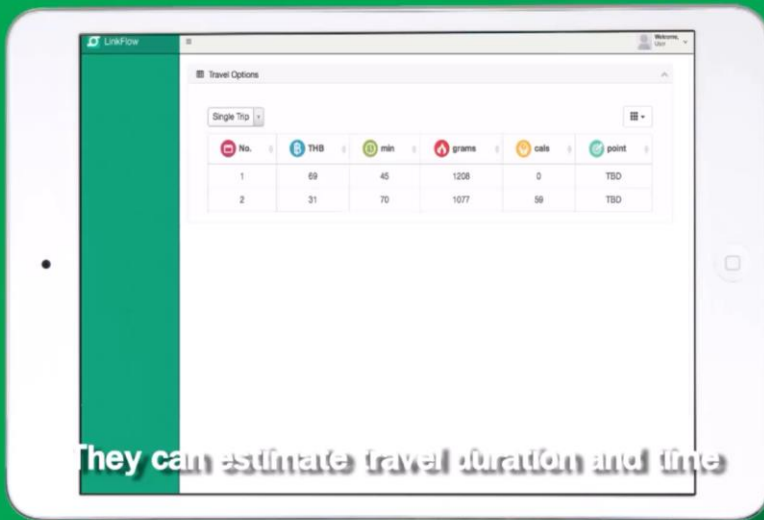 LinkFlow
Welcome,
User
Travel Options
Single Trip
No. THB min grams cals point
1 69 45 1208 0 TBD
2 31 70 1077 59 TBD
They can estimate travel duration and time